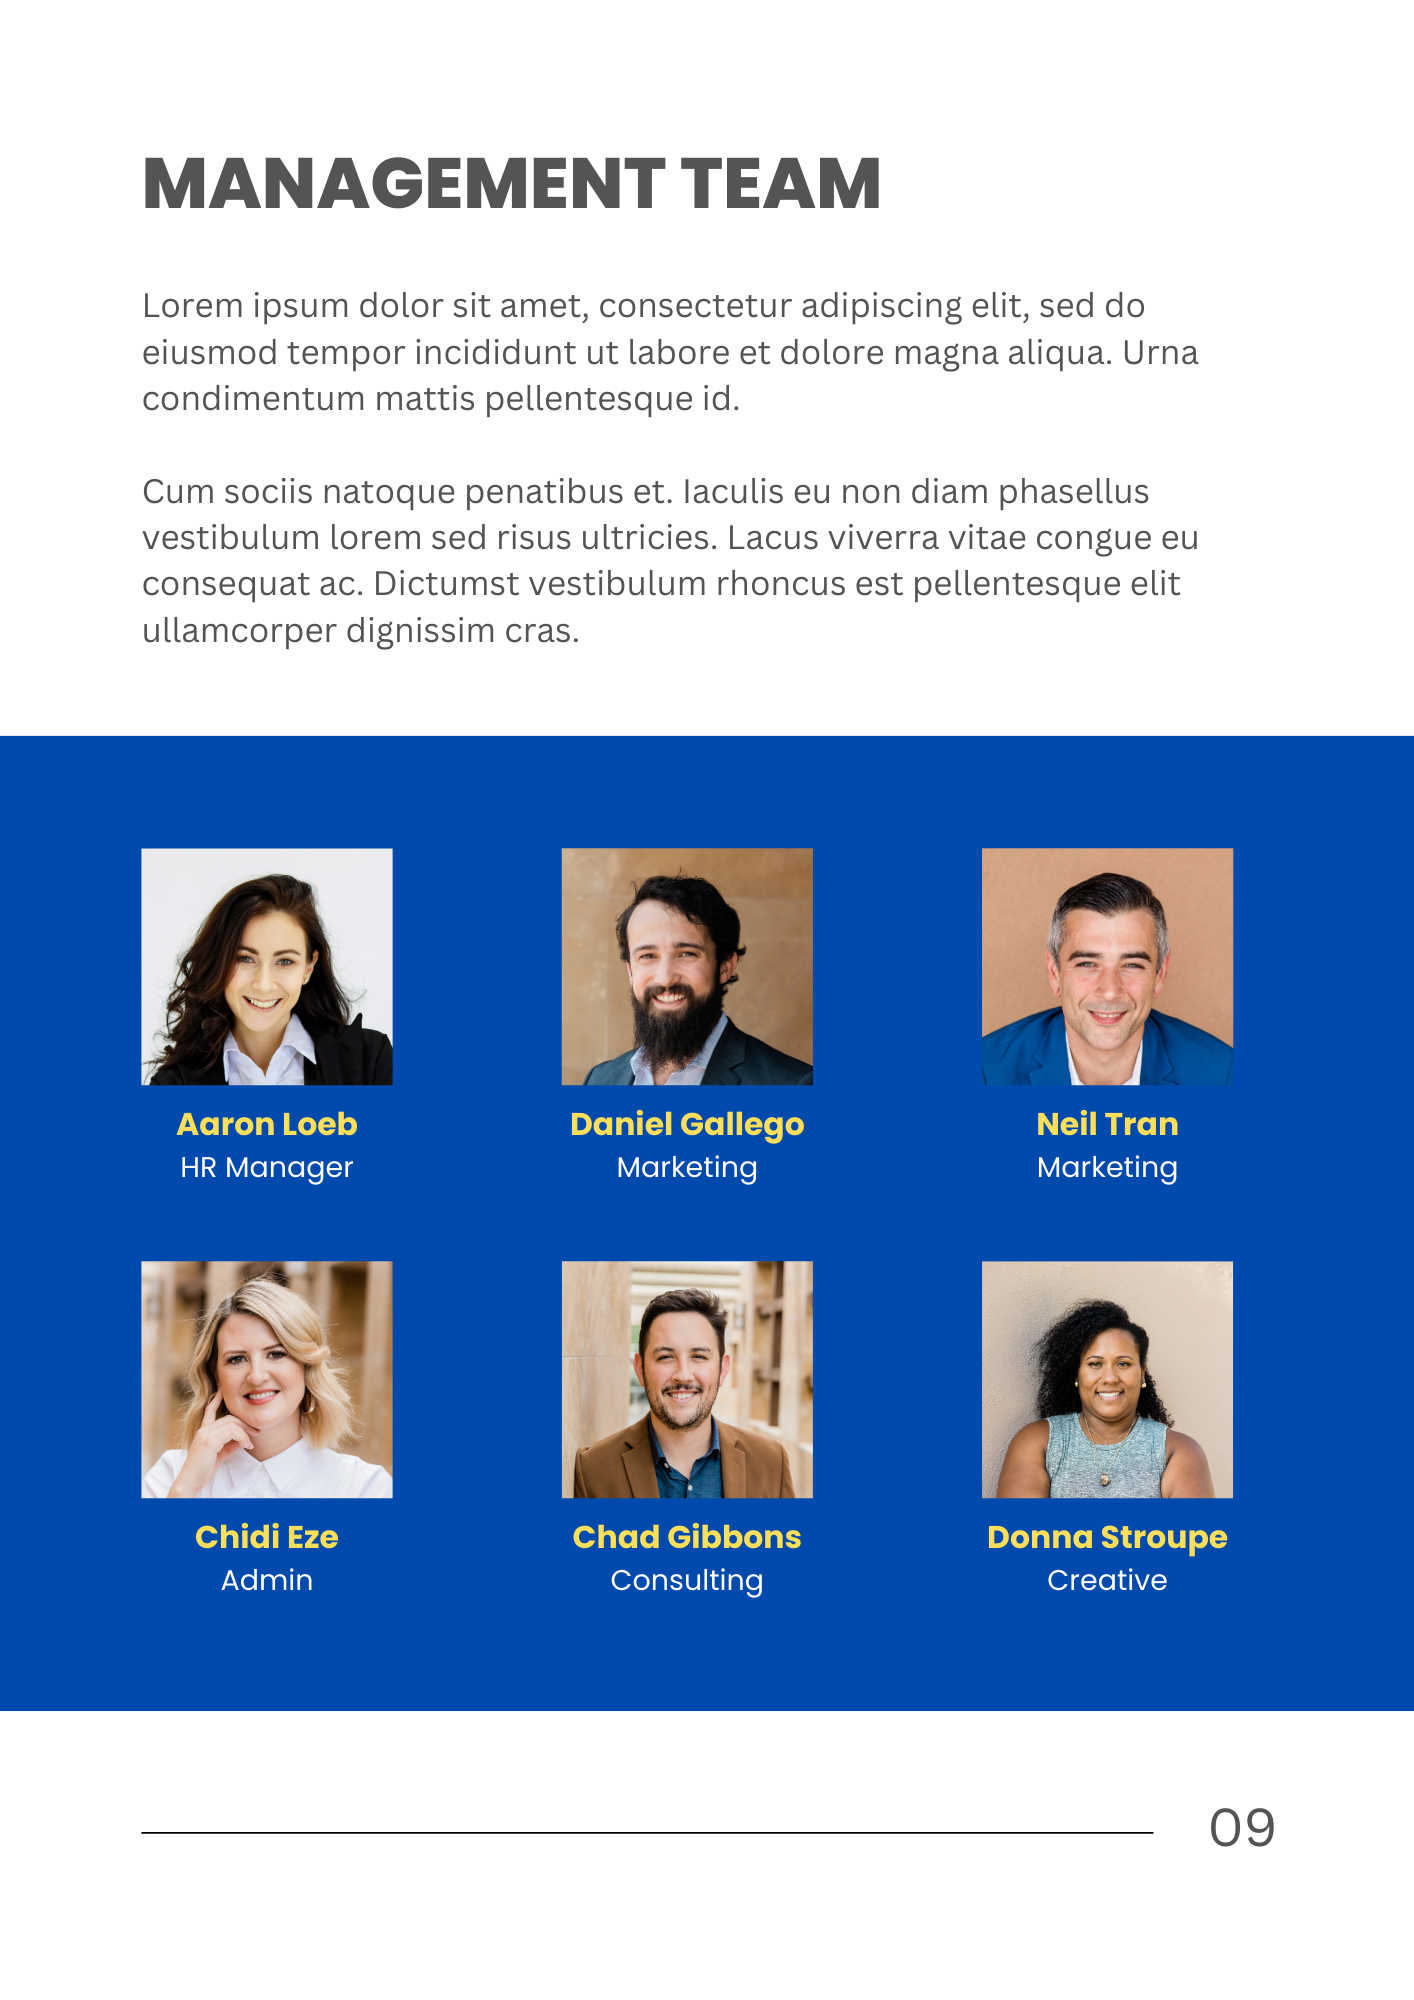 MANAGEMENT TEAM
Lorem ipsum dolor sit amet, consectetur adipiscing elit, sed do
eiusmod tempor incididunt ut labore et dolore magna aliqua. Urna
condimentum mattis pellentesque id.
Cum sociis natoque penatibus et. Iaculis eu non diam phasellus
vestibulum lorem sed risus ultricies. Lacus viverra vitae congue eu
consequat ac. Dictumst vestibulum rhoncus est pellentesque elit
ullamcorper dignissim cras.
Aaron Loeb
HR Manager
Daniel Gallego
Marketing
Neil Tran
Marketing
Chidi Eze
Admin
Chad Gibbons
Consulting
Donna Stroupe
Creative
09